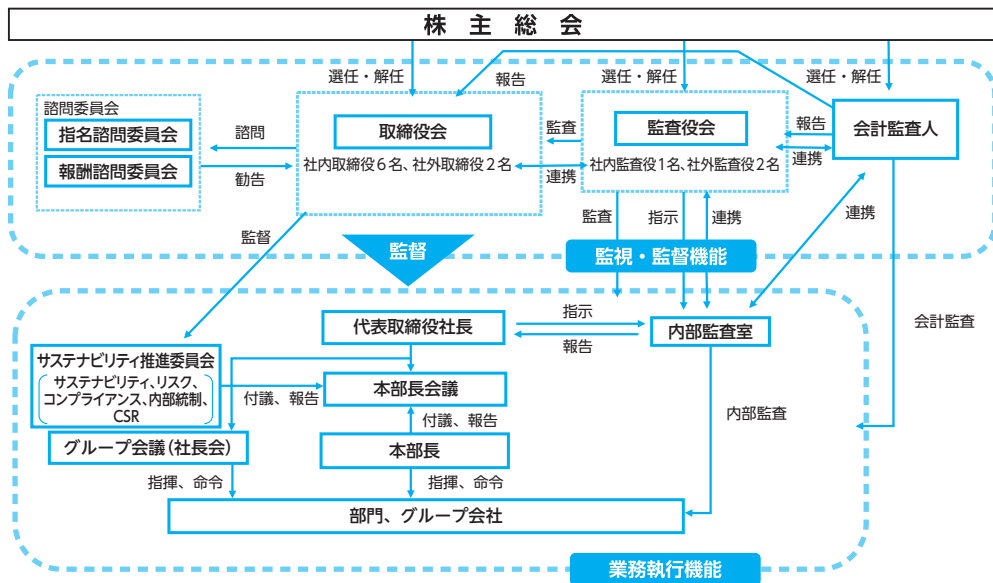 株主総会
選任・解任
報告
選任・解任
選任・解任
諮問委員会
指名諮問委員会
報酬諮問委員会
諮問
勧告
取締役会
社内取締役6名、社外取締役2名
監査
連携
監査役会
社内監査役1名、社外監査役2名
報告
連携
会計監査人
監督
監督
監査
指示
連携
連携
監視・監督機能
会計監査
代表取締役社長
指示
報告
内部監査室
サステナビリティ推進委員会
サステナビリティ、リスク、
コンプライアンス、内部統制、
CSR
付議、報告
本部長会議
付議、報告
内部監査
グループ会議（社長会）
本部長
指揮、命令
指揮、命令
部門、グループ会社
業務執行機能